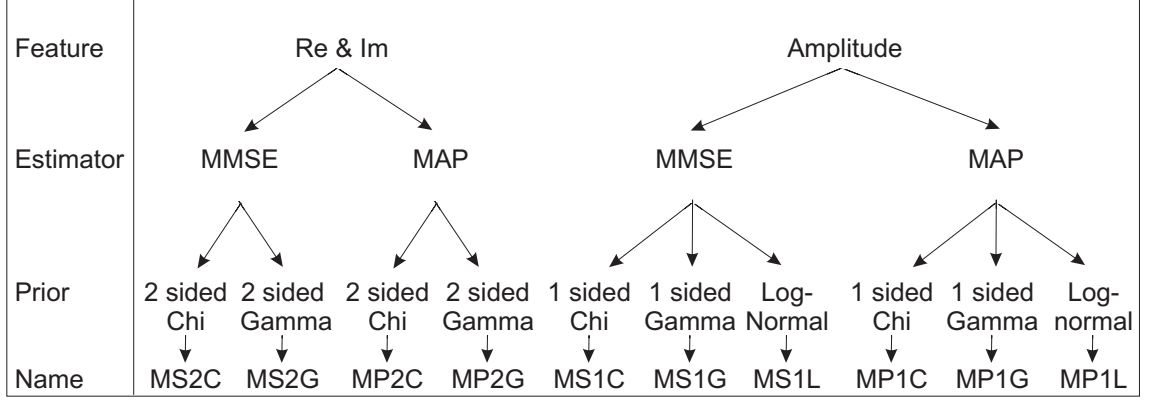 Feature Re & Im Amplitude
Estimator MMSE MAP MMSE MAP
Prior 2 sided 2 sided 2 sided 2 sided 1 sided 1 sided Log- 1 sided 1 sided Log-
Chi Gamma Chi Gamma Chi Gamma Normal Chi Gamma normal
Name MS2C MS2G MP2C MP2G MS1C MS1G MS1L MP1C MP1G MP1L